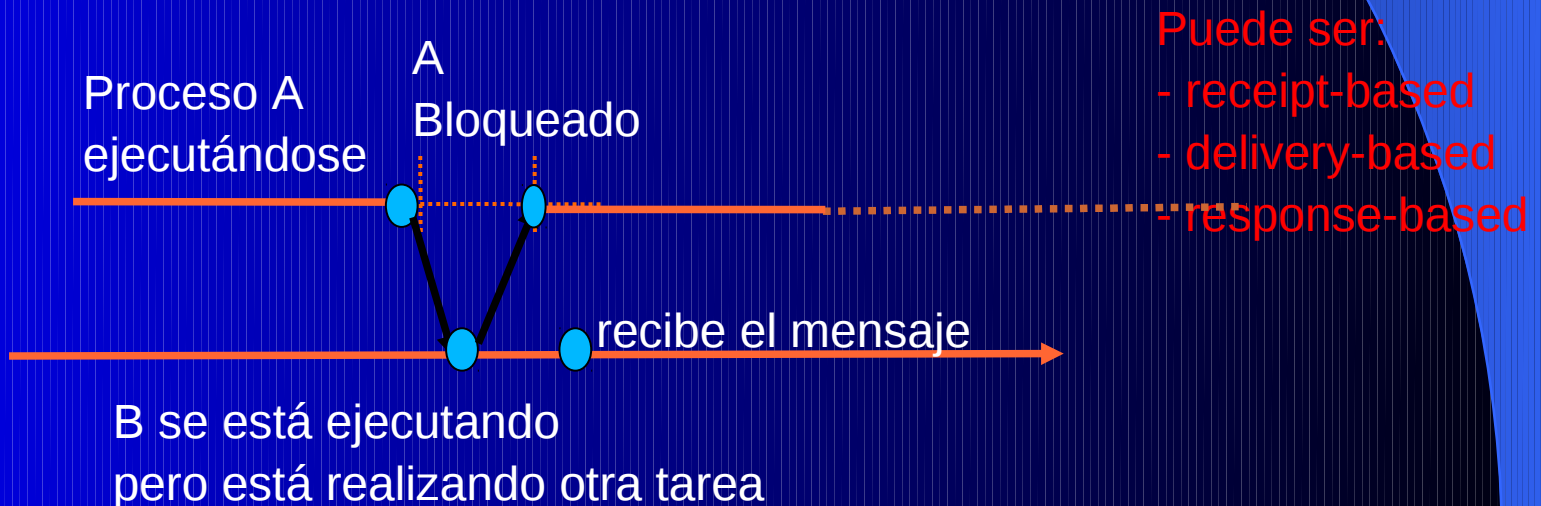 Proceso A
ejecutándose
A
Bloqueado
Puede ser:
- receipt-based
- delivery-based
- response-based
recibe el mensaje
B se está ejecutando
pero está realizando otra tarea